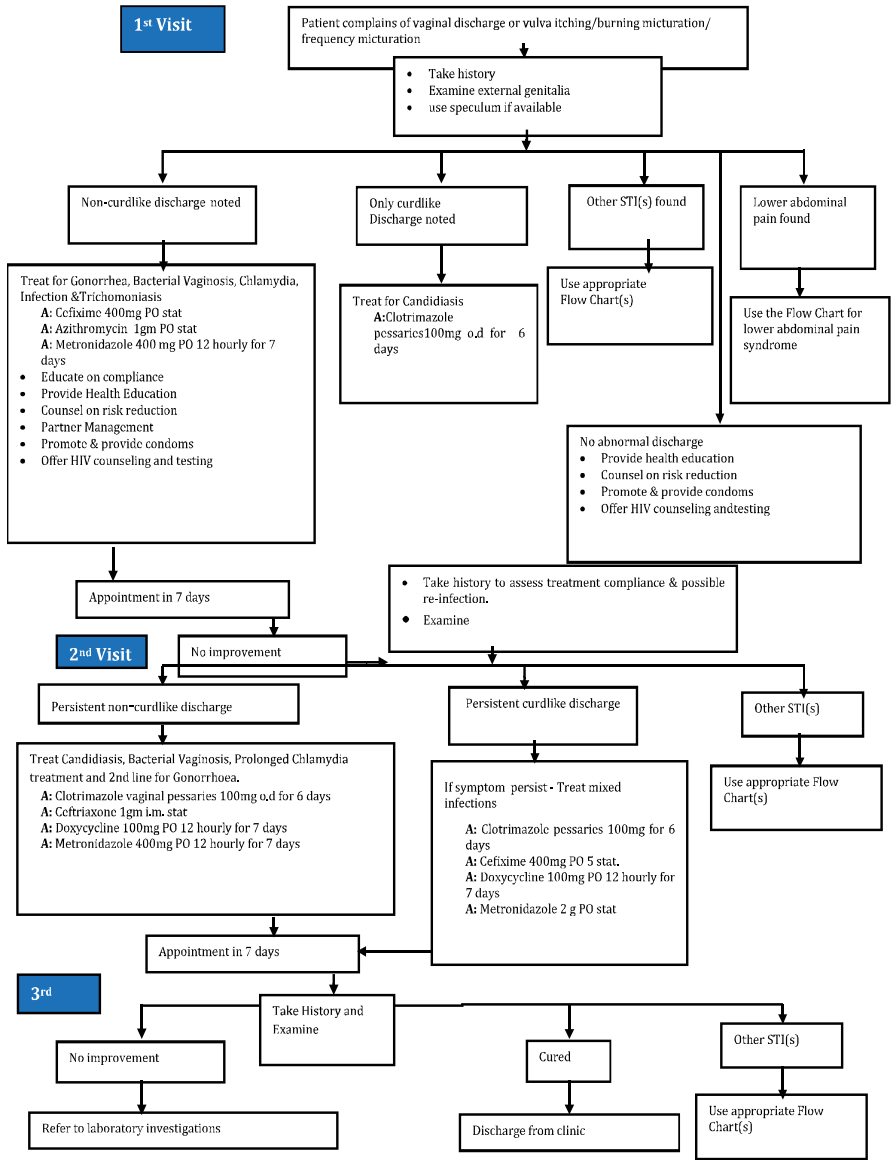 1st Visit
Patient complains of vaginal discharge or vulva itching/burning micturation/
frequency micturation
• Take history
• Examine external genitalia
• use speculum if available
Non-curdlike discharge noted
Only curdlike
Discharge noted
Other STI(s) found
Lower abdominal
pain found
Treat for Gonorrhea, Bacterial Vaginosis, Chlamydia,
Infection &Trichomoniasis
A: Cefixime 400mg PO stat
A: Azithromycin 1gm PO stat
A: Metronidazole 400 mg PO 12 hourly for 7
days
• Educate on compliance
• Provide Health Education
• Counsel on risk reduction
• Partner Management
• Promote & provide condoms
• Offer HIV counseling and testing
Treat for Candidiasis
A:Clotrimazole
pessaries100mg o.d for 6
days
Use appropriate
Flow Chart(s)
Use the Flow Chart for
lower abdominal pain
syndrome
No abnormal discharge
• Provide health education
• Counsel on risk reduction
• Promote & provide condoms
• Offer HIV counseling andtesting
Appointment in 7 days
• Take history to assess treatment compliance & possible
re-infection.
• Examine
No improvement
2nd Visit
Persistent non-curdlike discharge
Persistent curdlike discharge
Other STI(s)
Treat Candidiasis, Bacterial Vaginosis, Prolonged Chlamydia
treatment and 2nd line for Gonorrhoea.
A: Clotrimazole vaginal pessaries 100mg o.d for 6 days
A: Ceftriaxone 1gm i.m. stat
A: Doxycycline 100mg PO 12 hourly for 7 days
A: Metronidazole 400mg PO 12 hourly for 7 days
If symptom persist - Treat mixed
infections
A: Clotrimazole pessaries 100mg for 6
days
A: Cefixime 400mg PO 5 stat.
A: Doxycycline 100mg PO 12 hourly for
7 days
A: Metronidazole 2 g PO stat
Use appropriate Flow
Chart(s)
Appointment in 7 days
3rd
Take History and
Examine
No improvement
Cured
Other STI(s)
Refer to laboratory investigations
Discharge from clinic
Use appropriate Flow
Chart(s)